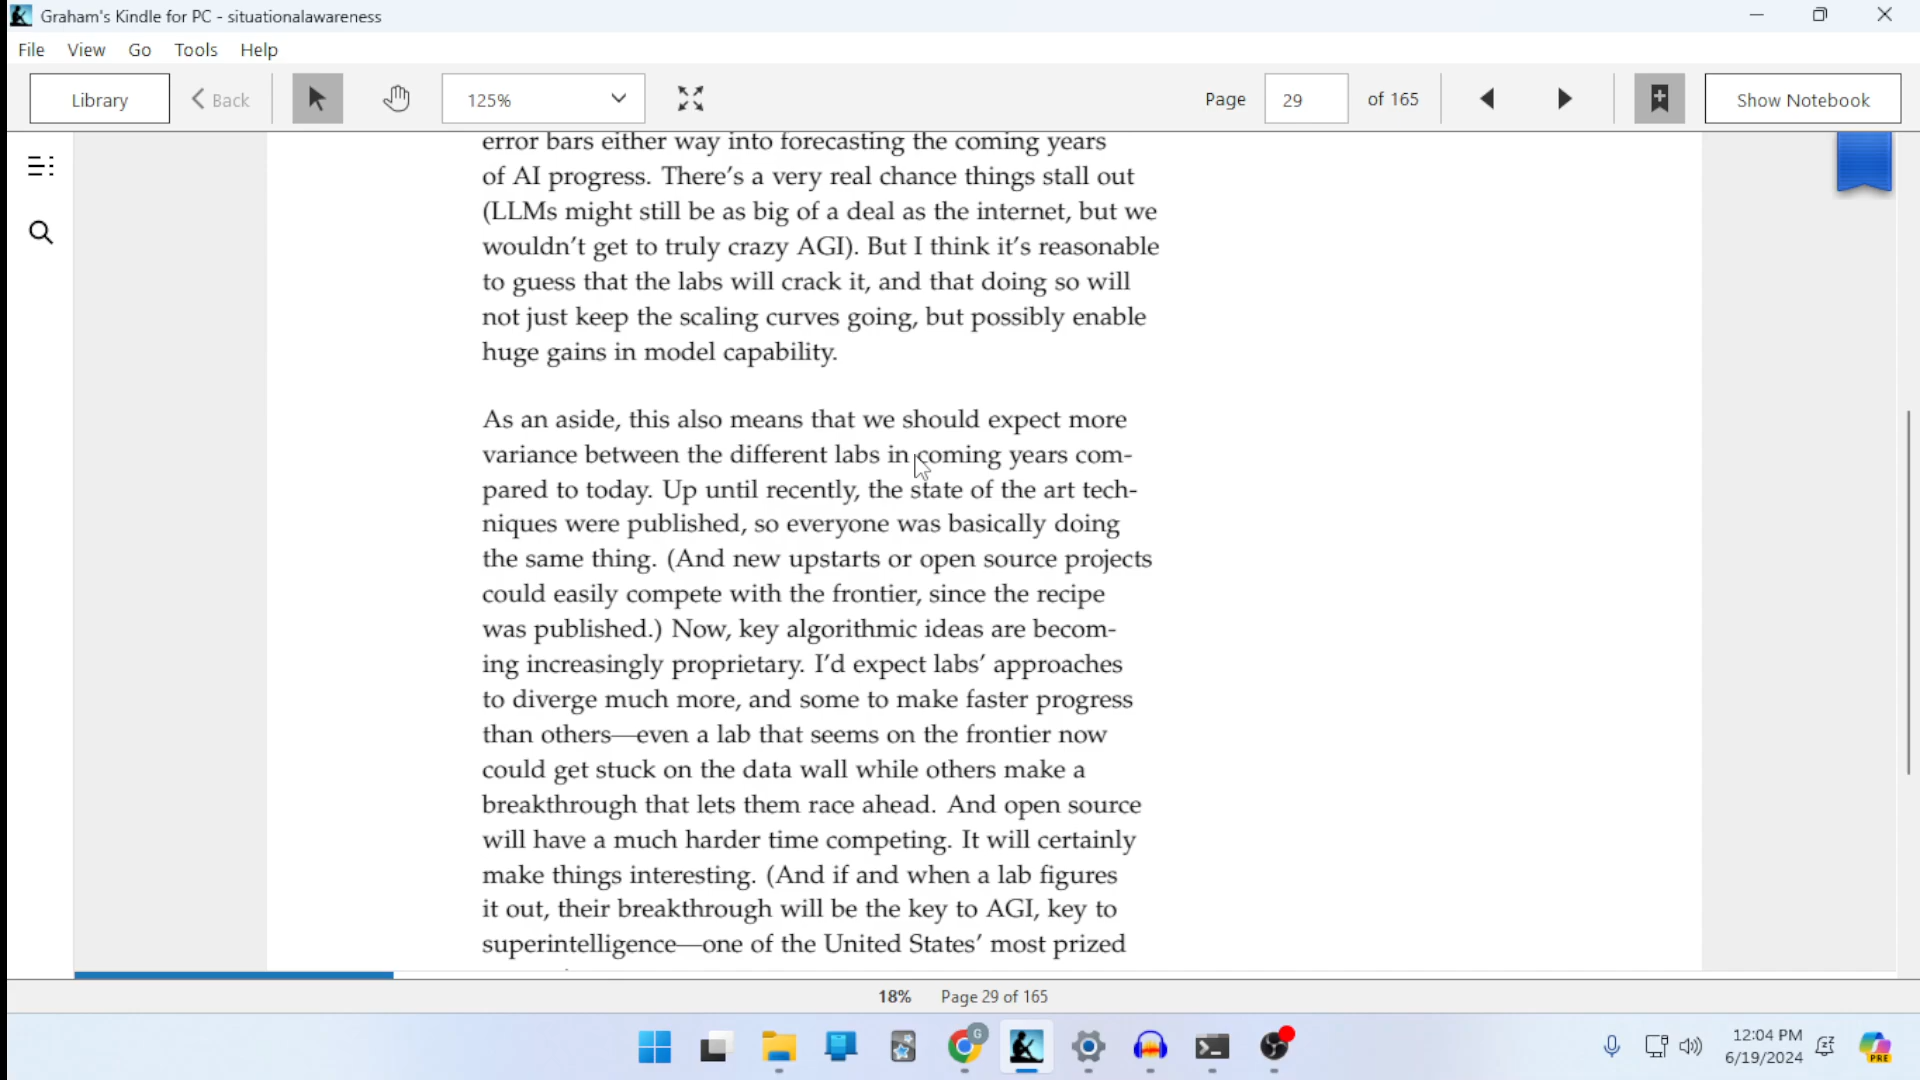 Graham's Kindle for PC - situationalawareness
File View Go Tools Help
Library Back 125% Page 29 of 165 Show Notebook
error bars either way into forecasting the coming years
of AI progress. There's a very real chance things stall out
(LLMs might still be as big of a deal as the internet, but we
wouldn't get to truly crazy AGI). But I think it's reasonable
to guess that the labs will crack it, and that doing so will
not just keep the scaling curves going, but possibly enable
huge gains in model capability.
As an aside, this also means that we should expect more
variance between the different labs in coming years com-
pared to today. Up until recently, the state of the art tech-
niques were published, so everyone was basically doing
the same thing. (And new upstarts or open source projects
could easily compete with the frontier, since the recipe
was published.) Now, key algorithmic ideas are becom-
ing increasingly proprietary. I'd expect labs' approaches
to diverge much more, and some to make faster progress
than others—even a lab that seems on the frontier now
could get stuck on the data wall while others make a
breakthrough that lets them race ahead. And open source
will have a much harder time competing. It will certainly
make things interesting. (And if and when a lab figures
it out, their breakthrough will be the key to AGI, key to
superintelligence—one of the United States' most prized
18% Page 29 of 165
G
12:04 PM
6/19/2024
PRE